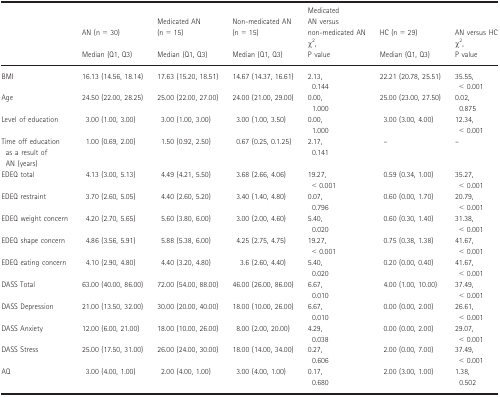 Medicated
AN versus
Medicated AN Non-medicated AN non-medicated AN AN versus HC
AN (n = 30) (n = 15) (n = 15) χ2, HC (n = 29) χ2,
Median (Q1, Q3) Median (Q1, Q3) Median (Q1, Q3) P value Median (Q1, Q3) P value
BMI 16.13 (14.56, 18.14) 17.63 (15.20, 18.51) 14.67 (14.37, 16.61) 2.13, 22.21 (20.78, 25.51) 35.55,
0.144 < 0.001
Age 24.50 (22.00, 28.25) 25.00 (22.00, 27.00) 24.00 (21.00, 29.00) 0.00, 25.00 (23.00, 27.50) 0.02,
1.000 0.875
Level of education 3.00 (1.00, 3.00) 3.00 (1.00, 3.00) 3.00 (1.00, 3.50) 0.00, 3.00 (3.00, 4.00) 12.34,
1.000 < 0.001
Time off education 1.00 (0.69, 2.00) 1.50 (0.92, 2.50) 0.67 (0.25, 0.1.25) 2.17, – –
as a result of 0.141
AN (years)
EDEQ total 4.13 (3.00, 5.13) 4.49 (4.21, 5.50) 3.68 (2.66, 4.06) 19.27, 0.59 (0.34, 1.00) 35.27,
< 0.001 < 0.001
EDEQ restraint 3.70 (2.60, 5.05) 4.40 (2.60, 5.20) 3.40 (1.40, 4.80) 0.07, 0.60 (0.00, 1.70) 20.79,
0.796 < 0.001
EDEQ weight concern 4.20 (2.70, 5.65) 5.60 (3.80, 6.00) 3.00 (2.00, 4.60) 5.40, 0.60 (0.30, 1.40) 31.38,
0.020 < 0.001
EDEQ shape concern 4.86 (3.56, 5.91) 5.88 (5.38, 6.00) 4.25 (2.75, 4.75) 19.27, 0.75 (0.38, 1.38) 41.67,
< 0.001 < 0.001
EDEQ eating concern 4.10 (2.90, 4.80) 4.40 (3.20, 4.80) 3.6 (2.60, 4.40) 5.40, 0.20 (0.00, 0.40) 41.67,
0.020 < 0.001
DASS Total 63.00 (40.00, 86.00) 72.00 (54.00, 88.00) 46.00 (26.00, 86.00) 6.67, 4.00 (1.00, 10.00) 37.49,
0.010 < 0.001
DASS Depression 21.00 (13.50, 32.00) 30.00 (20.00, 40.00) 18.00 (10.00, 26.00) 6.67, 0.00 (0.00, 2.00) 26.61,
0.010 < 0.001
DASS Anxiety 12.00 (6.00, 21.00) 18.00 (10.00, 26.00) 8.00 (2.00, 20.00) 4.29, 0.00 (0.00, 2.00) 29.07,
0.038 < 0.001
DASS Stress 25.00 (17.50, 31.00) 26.00 (24.00, 30.00) 18.00 (14.00, 34.00) 0.27, 2.00 (0.00, 7.00) 37.49,
0.606 < 0.001
AQ 3.00 (4.00, 1.00) 2.00 (4.00, 1.00) 3.00 (4.00, 1.00) 0.17, 2.00 (3.00, 1.00) 1.38,
0.680 0.502